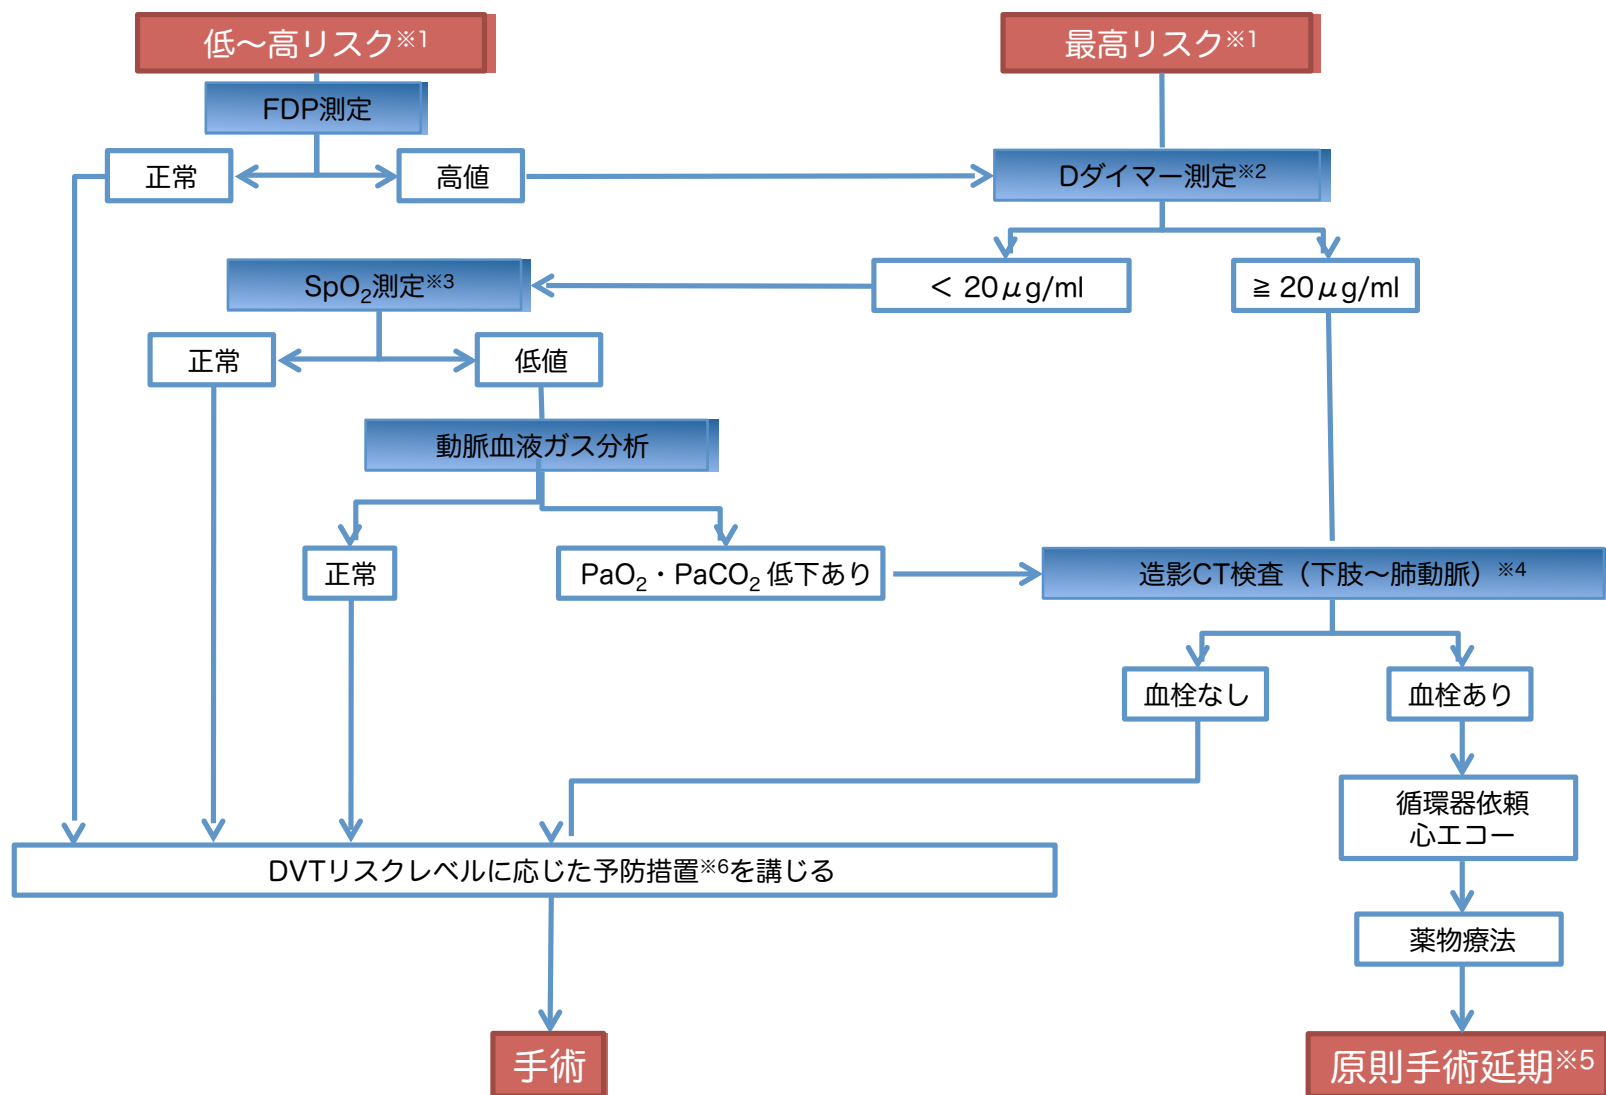 低～高リスク※1
最高リスク※1
FDP測定
正常
高値
Dダイマー測定※2
SpO2測定※3
＜ 20μg/ml
≧ 20μg/ml
正常
低値
動脈血液ガス分析
正常
PaO2・PaCO2 低下あり
造影CT検査（下肢～肺動脈）※4
血栓なし
血栓あり
循環器依頼
心エコー
DVTリスクレベルに応じた予防措置※6を講じる
薬物療法
手術
原則手術延期※5